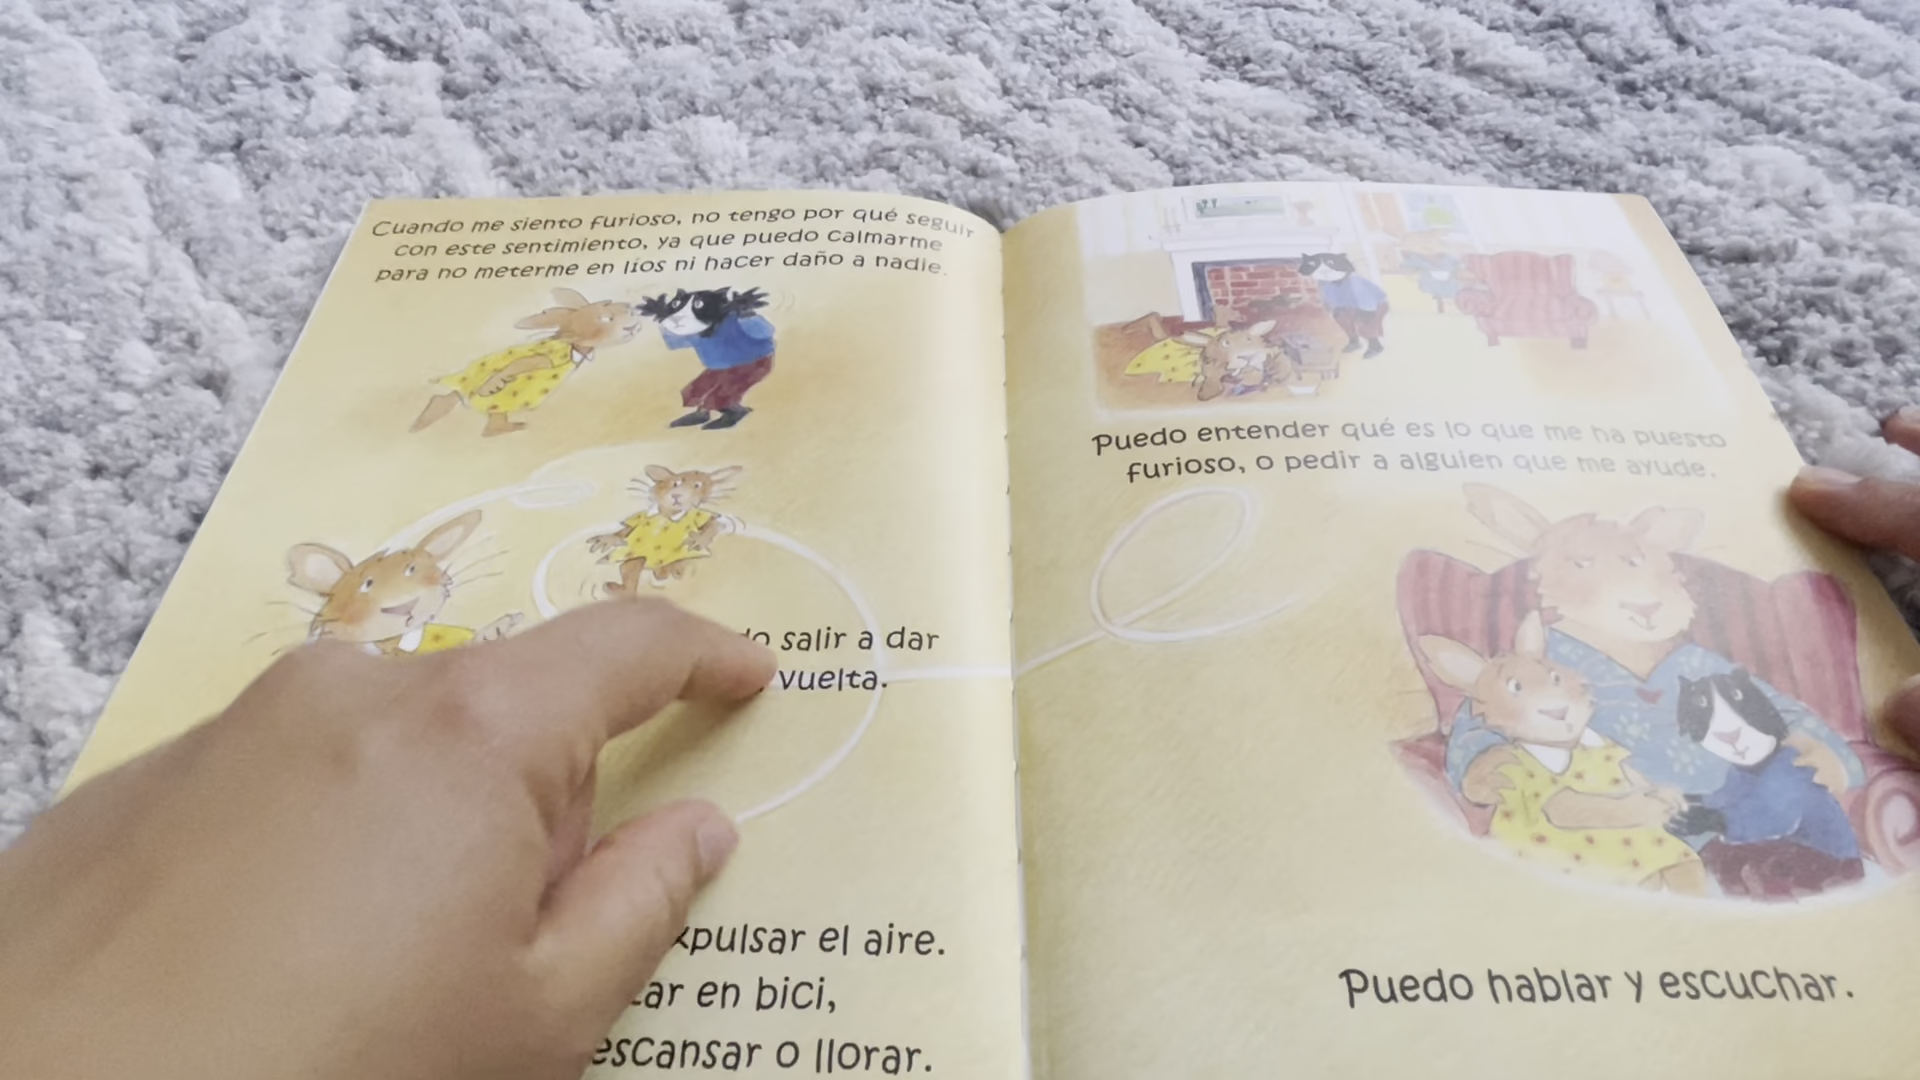 Cuando me siento furioso, no tengo por qué seguir
con este sentimiento, ya que puedo calmarme
para no meterme en líos ni hacer daño a nadie.
salir a dar
vuelta.
xpulsar el aire.
ar en bici,
escansar o llorar.
Puedo entender qué es lo que me ha puesto
furioso, o pedir a alguien que me ayude.
Puedo hablar y escuchar.